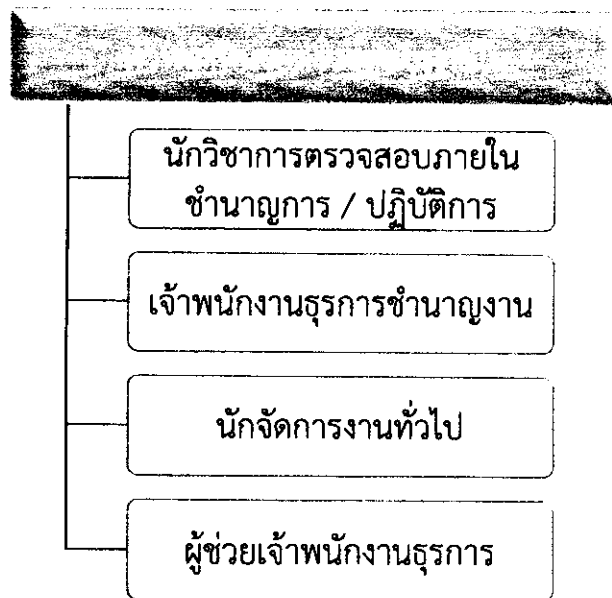 นักวิชาการตรวจสอบภายใน
ชำนาญการ / ปฏิบัติการ
เจ้าพนักงานธุรการชำนาญงาน
นักจัดการงานทั่วไป
ผู้ช่วยเจ้าพนักงานธุรการ